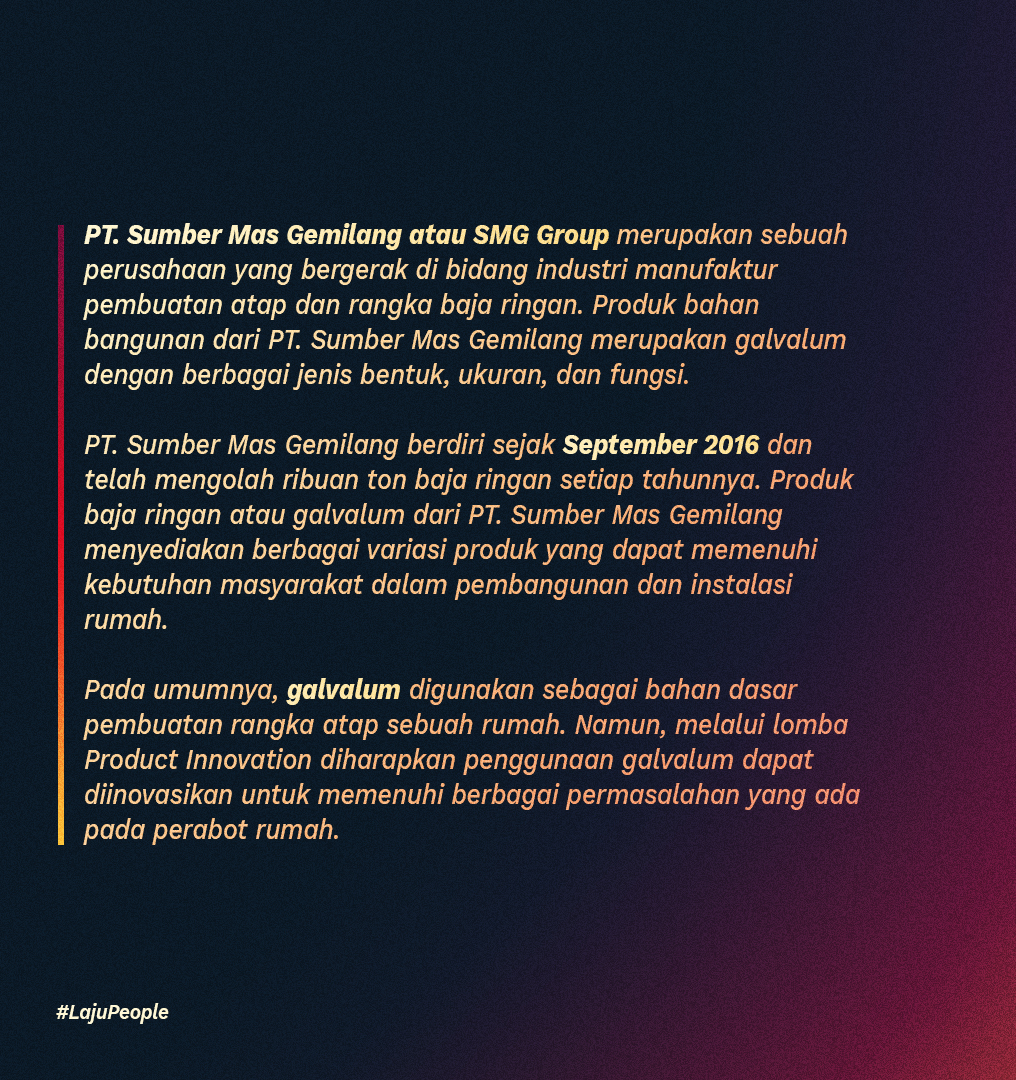 PT. Sumber Mas Gemilang atau SMG Group merupakan sebuah
perusahaan yang bergerak di bidang industri manufaktur
pembuatan atap dan rangka baja ringan. Produk bahan
bangunan dari PT. Sumber Mas Gemilang merupakan galvalum
dengan berbagai jenis bentuk, ukuran, dan fungsi.
PT. Sumber Mas Gemilang berdiri sejak September 2016 dan
telah mengolah ribuan ton baja ringan setiap tahunnya. Produk
baja ringan atau galvalum dari PT. Sumber Mas Gemilang
menyediakan berbagai variasi produk yang dapat memenuhi
kebutuhan masyarakat dalam pembangunan dan instalasi
rumah.
Pada umumnya, galvalum digunakan sebagai bahan dasar
pembuatan rangka atap sebuah rumah. Namun, melalui lomba
Product Innovation diharapkan penggunaan galvalum dapat
diinovasikan untuk memenuhi berbagai permasalahan yang ada
pada perabot rumah.
#LajuPeople